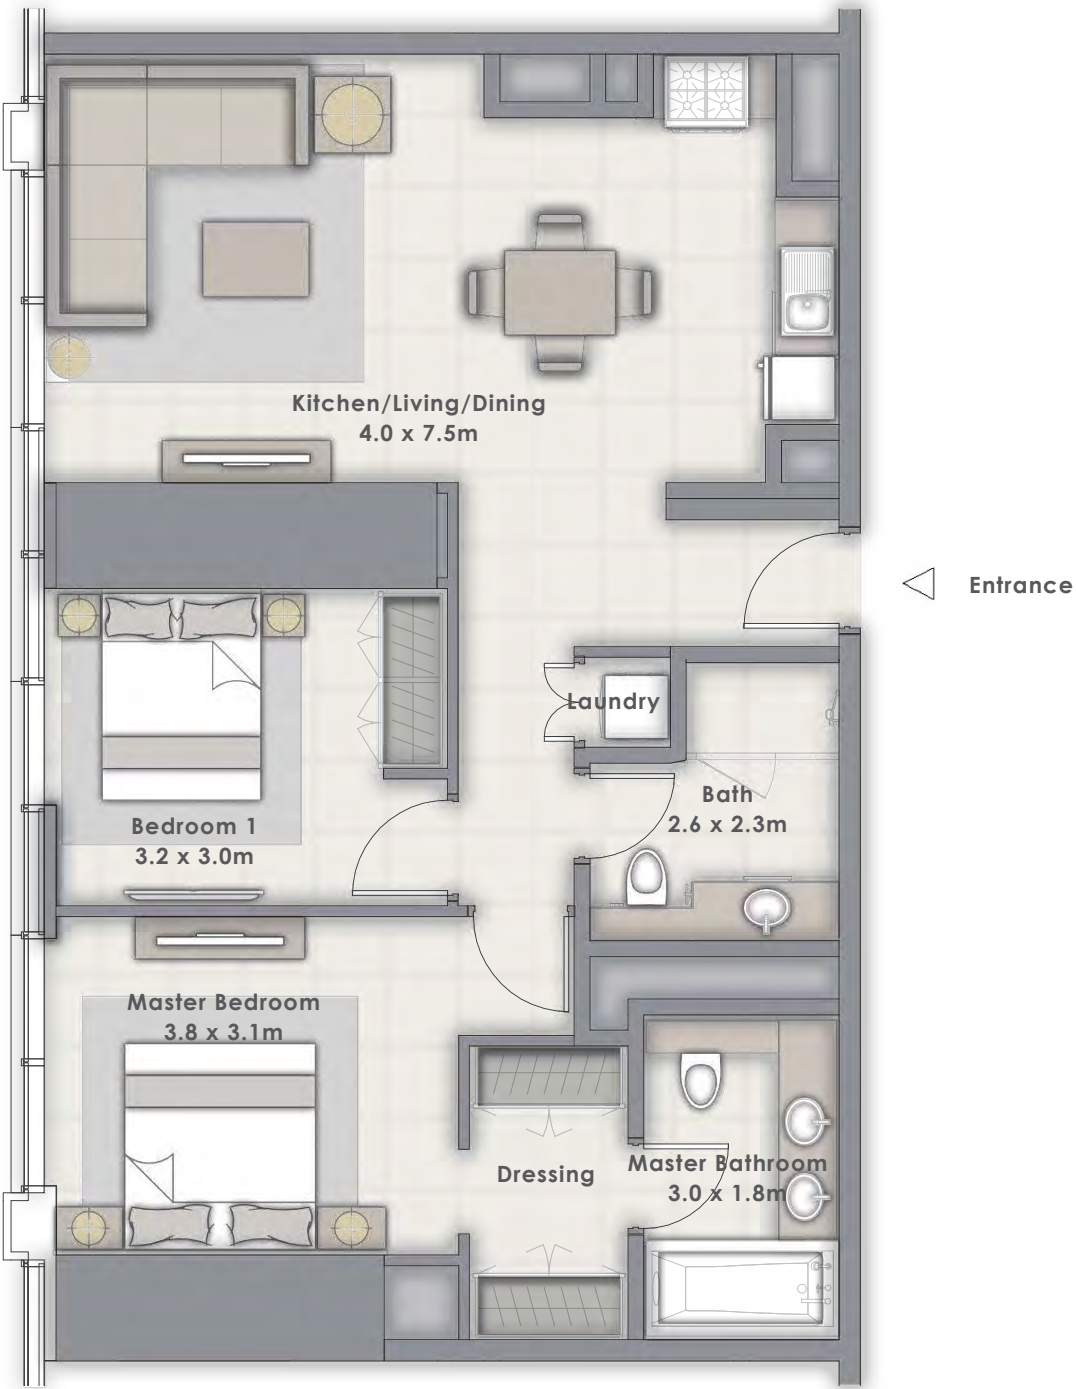 Kitchen/Living/Dining
4.0 x 7.5m
Entrance
Laundry
Bath
2.6 x 2.3m
Bedroom 1
3.2 x 3.0m
Master Bedroom
3.8 x 3.1m
Dressing
Master Bathroom
3.0 x 1.8m